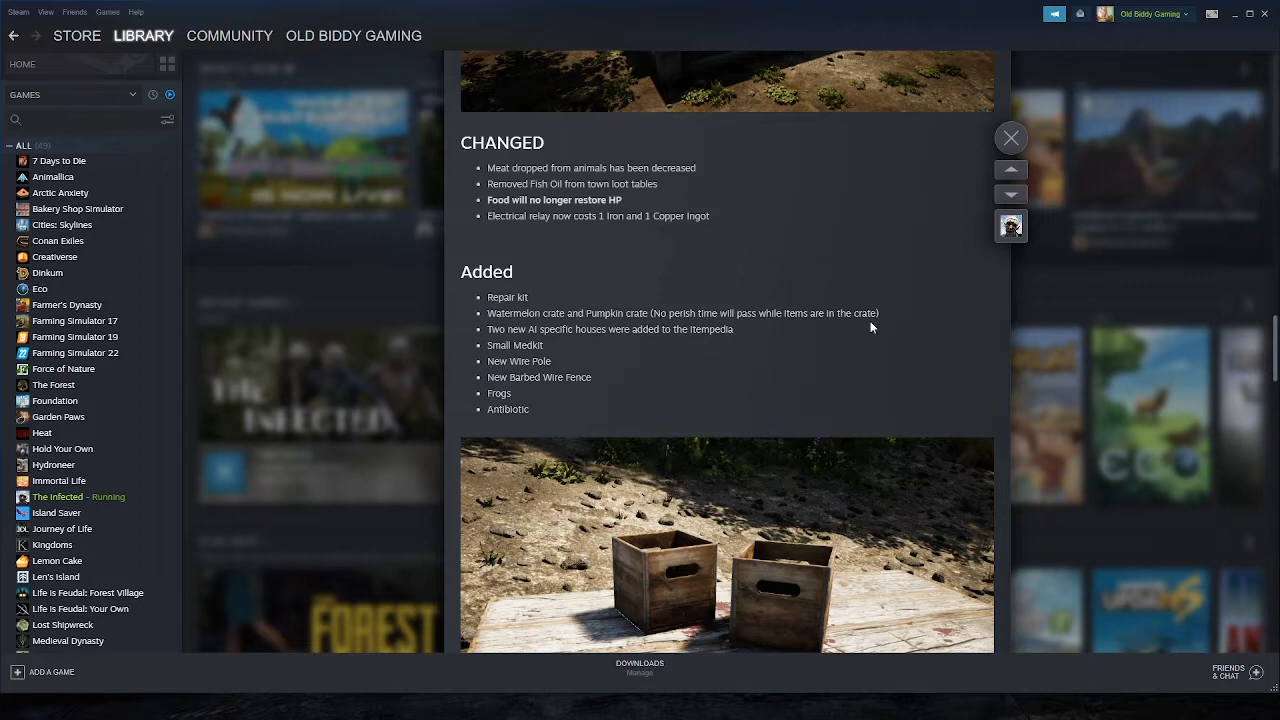 Steam View Friends Games Help
Old Biddy Gaming
STORE LIBRARY COMMUNITY OLD BIDDY GAMING
HOME
GAMES
ALL (49)
7 Days to Die
Animallica
Arctic Anxiety
Bakery Shop Simulator
Cities: Skylines
Conan Exiles
Creativerse
Dinkum
Eco
Farmer's Dynasty
Farming Simulator 17
Farming Simulator 19
Farming Simulator 22
Force of Nature
The Forest
Foundation
Garden Paws
Heat
Hold Your Own
Hydroneer
Immortal Life
The Infected - Running
Island Saver
Journey of Life
Kingdoms
Lemon Cake
Len's Island
Life is Feudal: Forest Village
Life is Feudal: Your Own
Lost Shipwreck
Medieval Dynasty
CHANGED
• Meat dropped from animals has been decreased
• Removed Fish Oil from town loot tables
• Food will no longer restore HP
• Electrical relay now costs 1 Iron and 1 Copper Ingot
Added
• Repair kit
• Watermelon crate and Pumpkin crate (No perish time will pass while items are in the crate)
• Two new AI specific houses were added to the Itempedia
• Small Medkit
• New Wire Pole
• New Barbed Wire Fence
• Frogs
• Antibiotic
IS NOW LIVE!
THE INFECTED
FOREST
eco
ADD A GAME
DOWNLOADS
Manage
FRIENDS
& CHAT